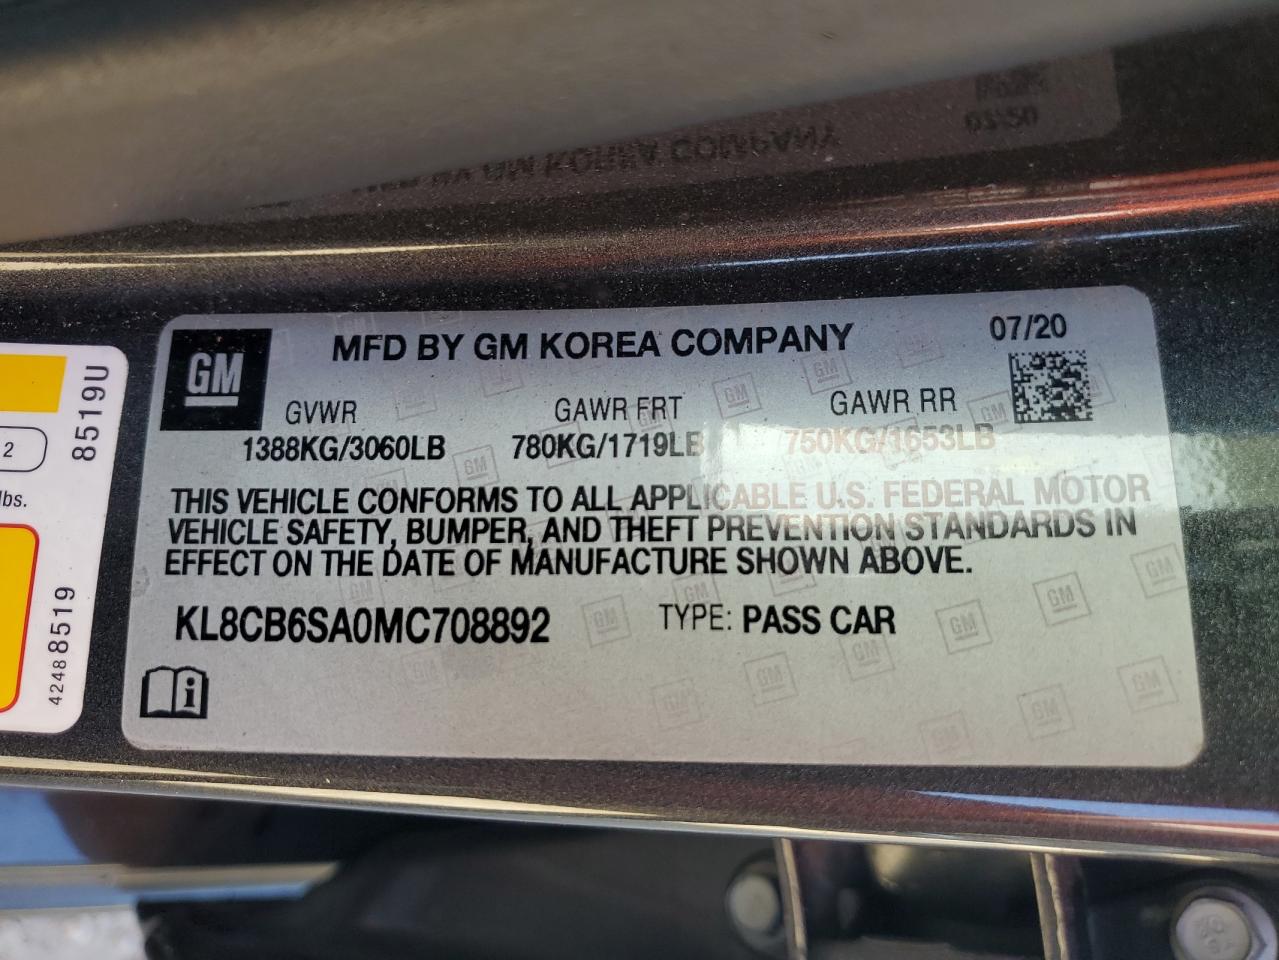 GM
MFD BY GM KOREA COMPANY
07/20
GVWR
GAWR FRT
GAWR RR
1388KG/3060LB
780KG/1719LB
750KG/1653LB
THIS VEHICLE CONFORMS TO ALL APPLICABLE U.S. FEDERAL MOTOR
VEHICLE SAFETY, BUMPER, AND THEFT PREVENTION STANDARDS IN
EFFECT ON THE DATE OF MANUFACTURE SHOWN ABOVE.
KL8CB6SA0MC708892
TYPE: PASS CAR
8519U
2
lbs.
42488519